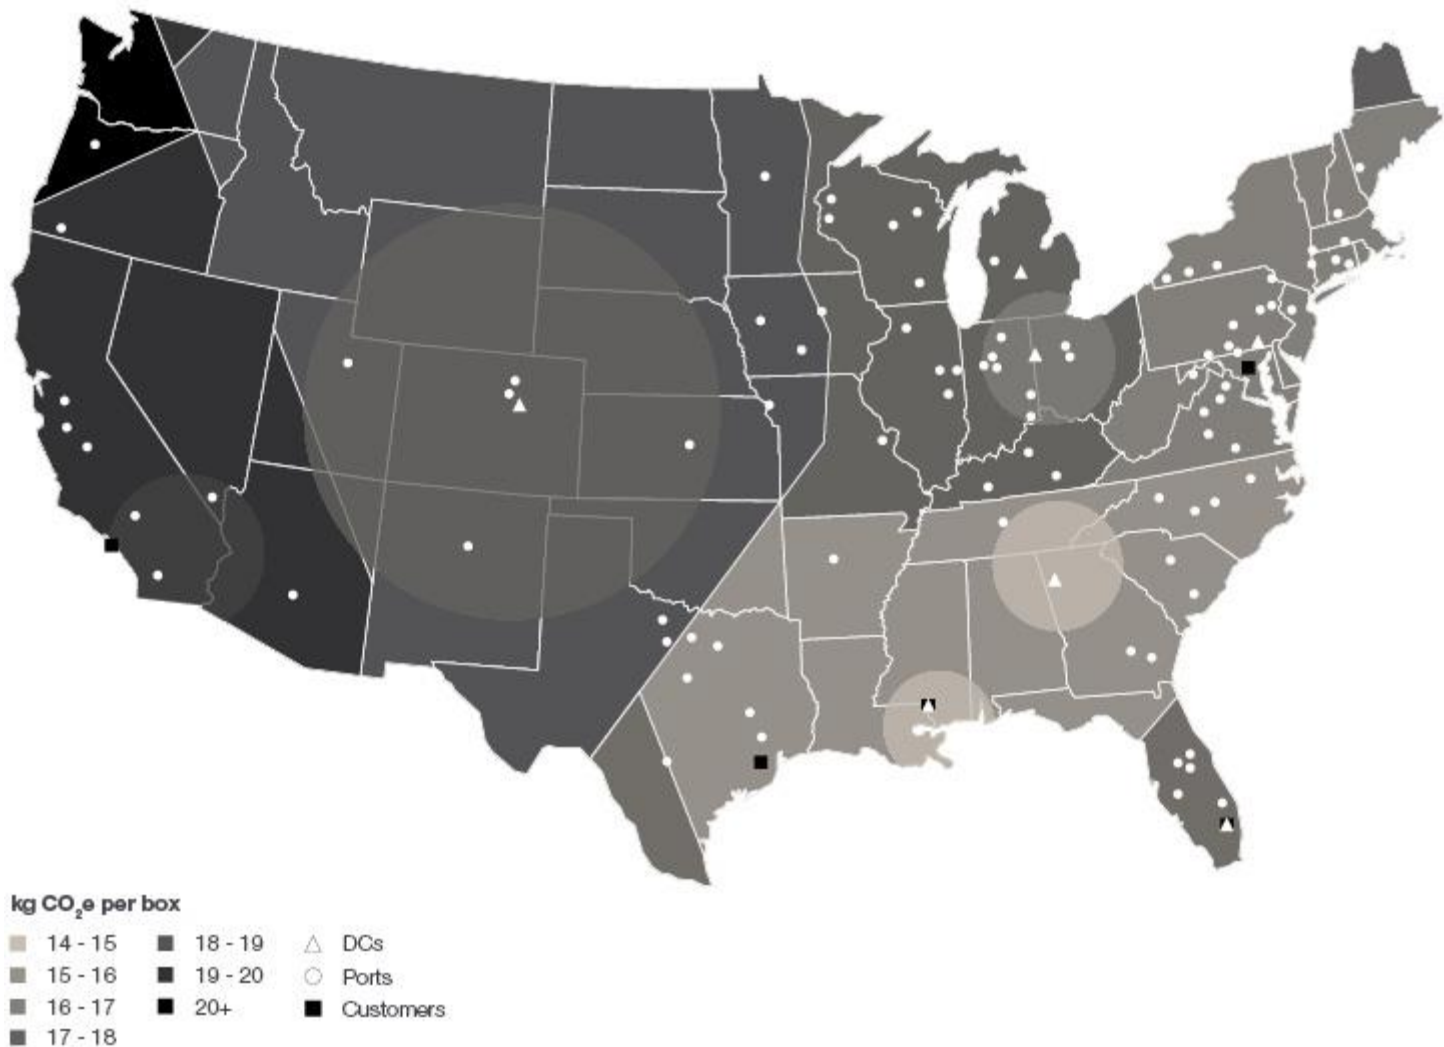 kg CO₂e per box
14 - 15
15 - 16
16 - 17
17 - 18
18 - 19
19 - 20
20+
DCs
Ports
Customers